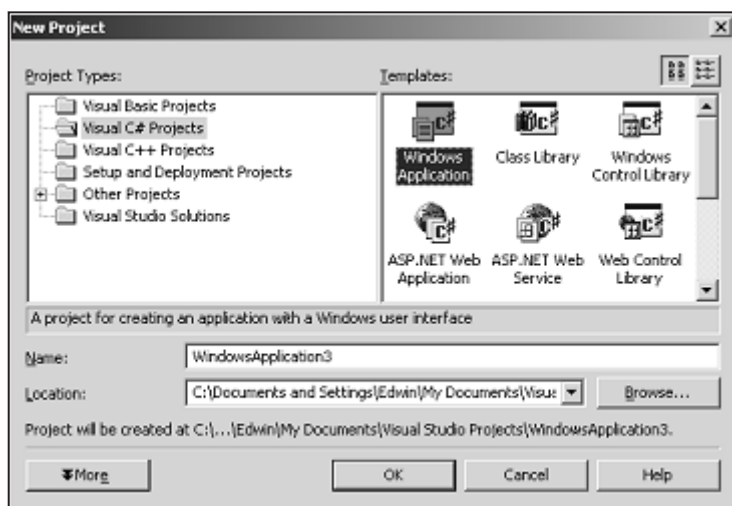 New Project
Project Types:
Templates:
Visual Basic Projects
Visual C# Projects
Visual C++ Projects
Setup and Deployment Projects
Other Projects
Visual Studio Solutions
Windows Application
Class Library
Windows Control Library
ASP.NET Web Application
ASP.NET Web Service
Web Control Library
A project for creating an application with a Windows user interface
Name:
WindowsApplication3
Location:
C:\Documents and Settings\Edwin\My Documents\Visua
Browse...
Project will be created at C:\...\Edwin\My Documents\Visual Studio Projects\WindowsApplication3.
More
OK
Cancel
Help